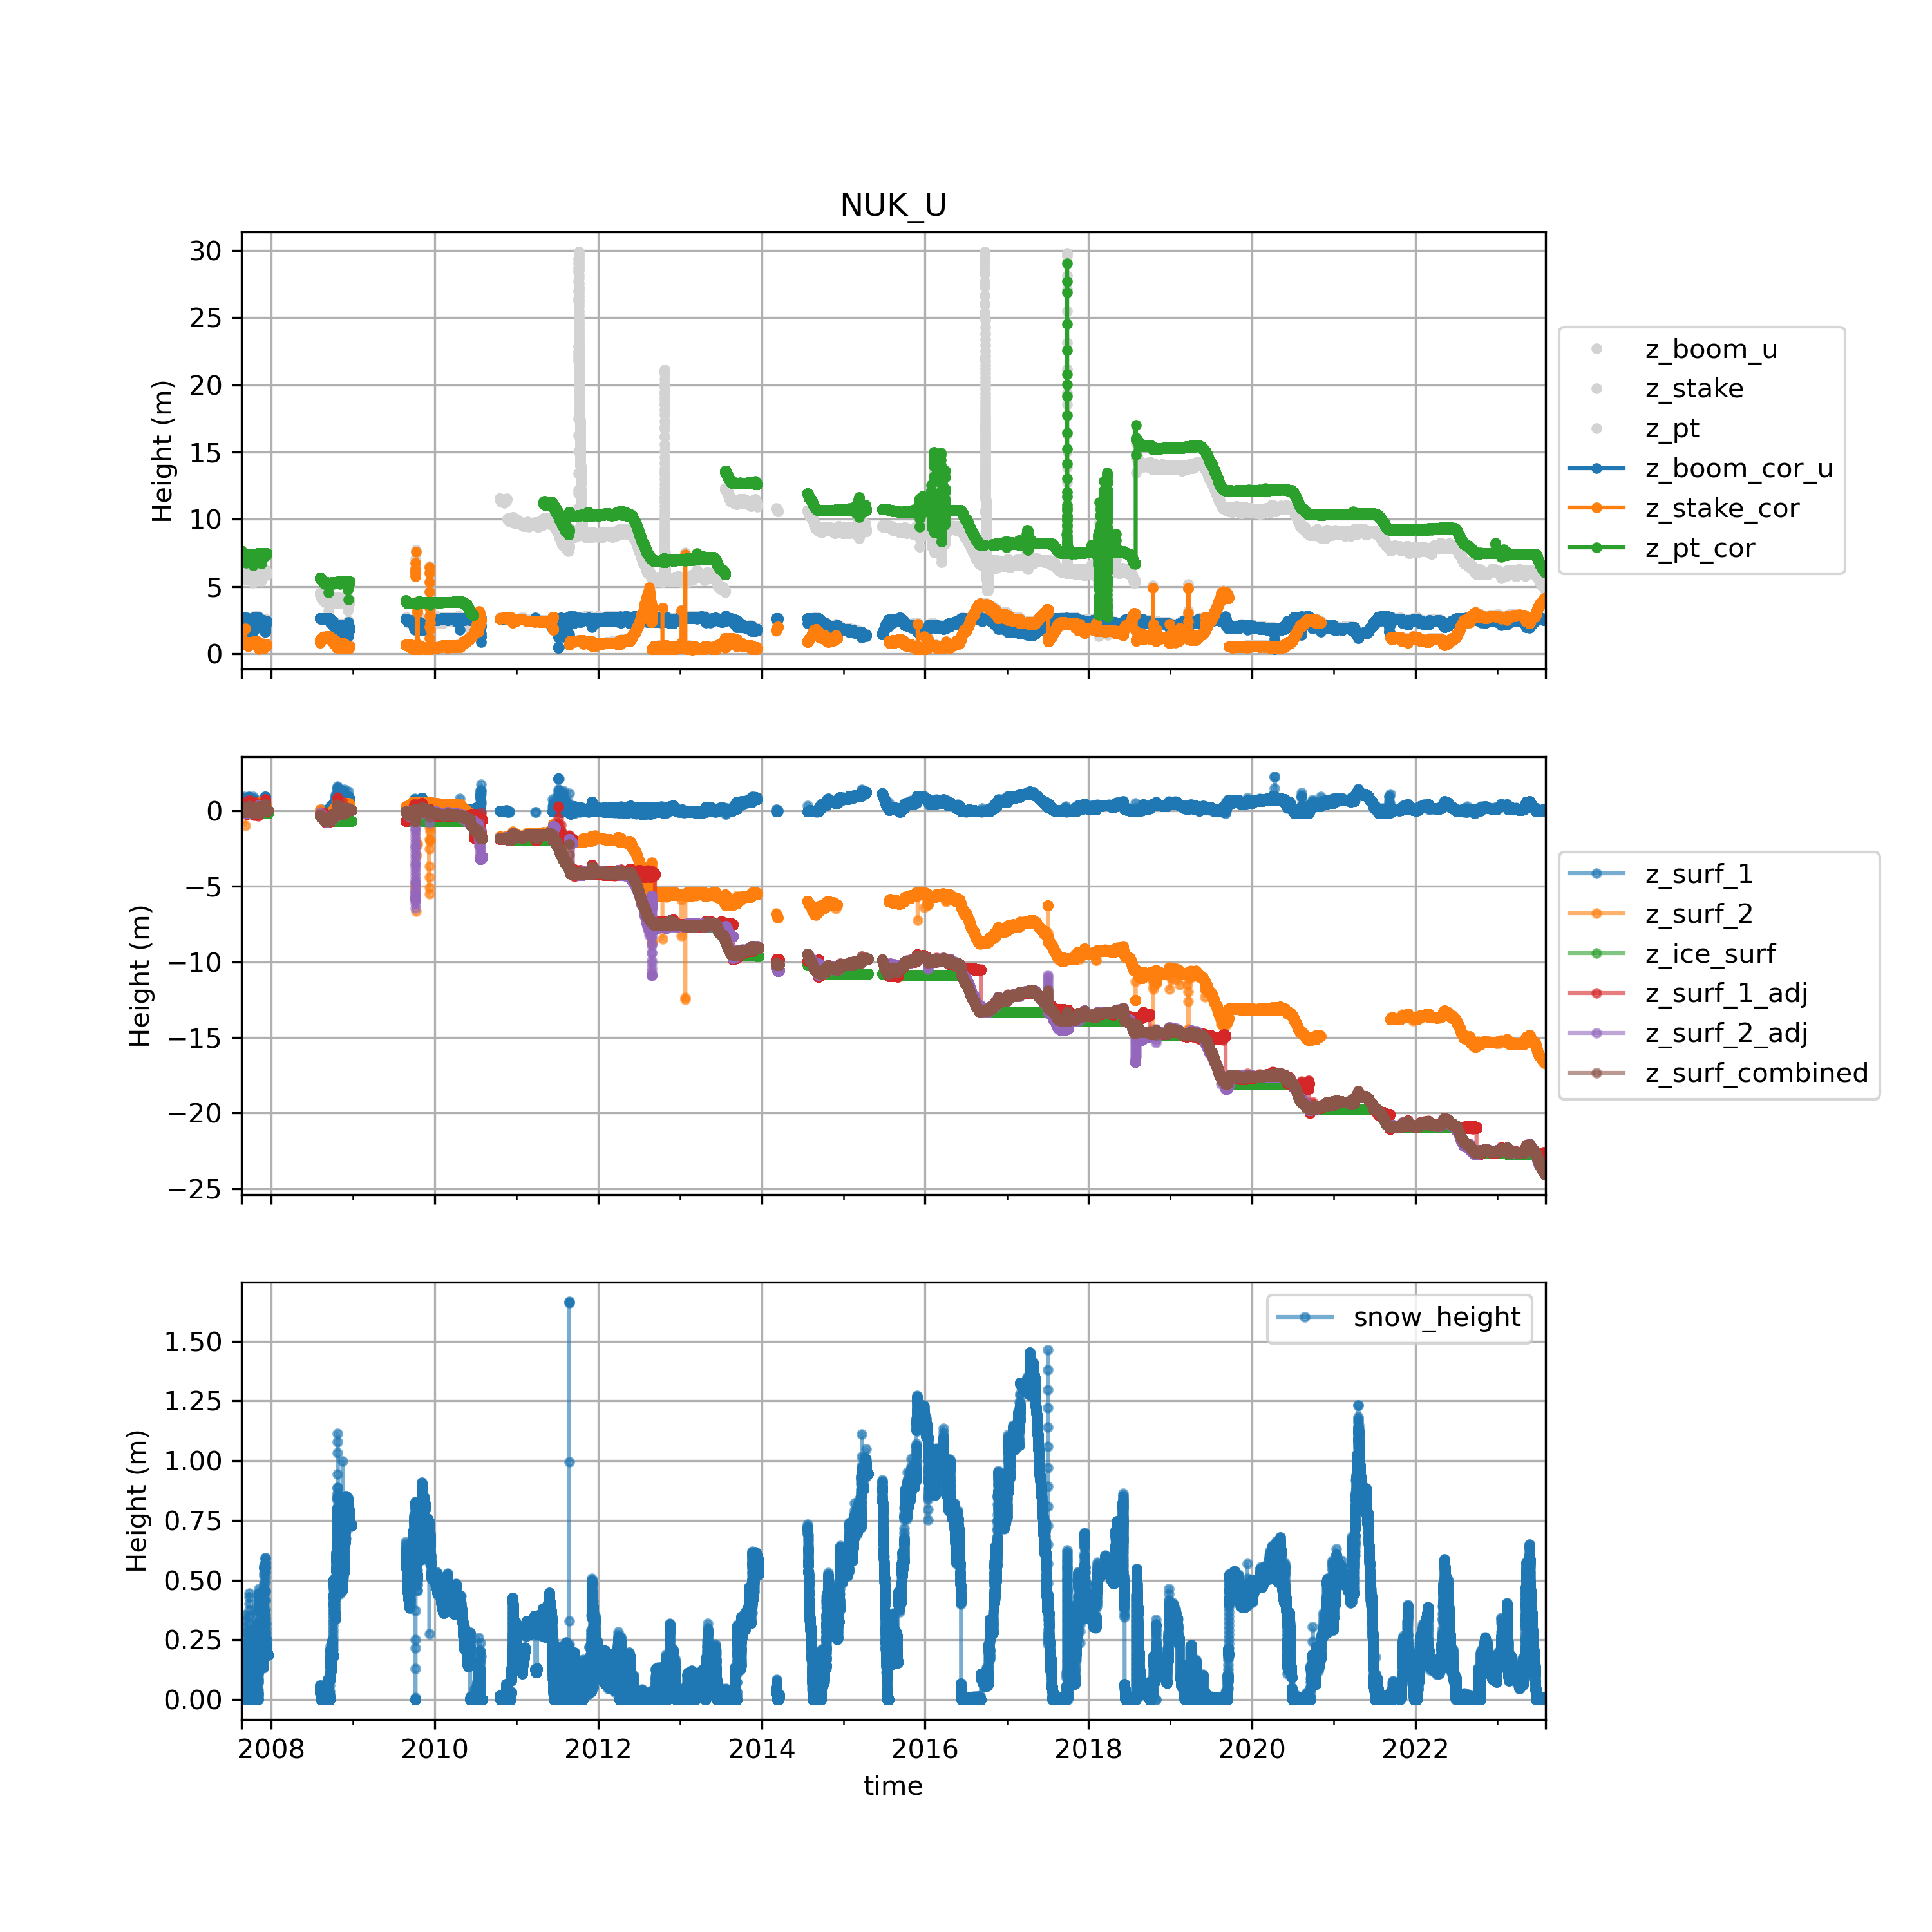 NUK_U
30
25
20
15
10
5
0
Height (m)
z_boom_u
z_stake
z_pt
z_boom_cor_u
z_stake_cor
z_pt_cor
0
−5
−10
−15
−20
−25
Height (m)
z_surf_1
z_surf_2
z_ice_surf
z_surf_1_adj
z_surf_2_adj
z_surf_combined
1.50
1.25
1.00
0.75
0.50
0.25
0.00
Height (m)
snow_height
2008 2010 2012 2014 2016 2018 2020 2022
time